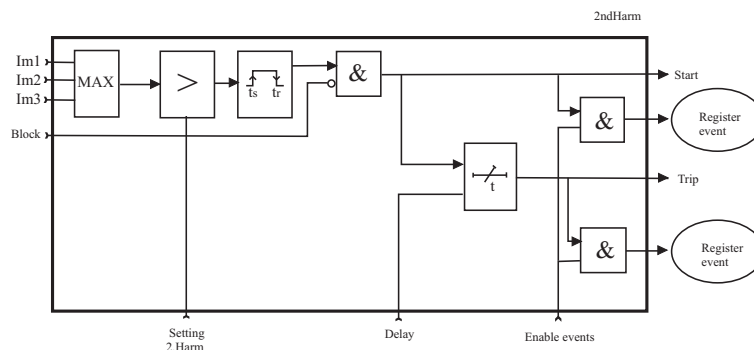 2ndHarm
Im1
Im2
Im3
MAX
>
ts tr
&
Start
Block
&
Register
event
t
Trip
&
Register
event
Setting
2 Harm
Delay
Enable events